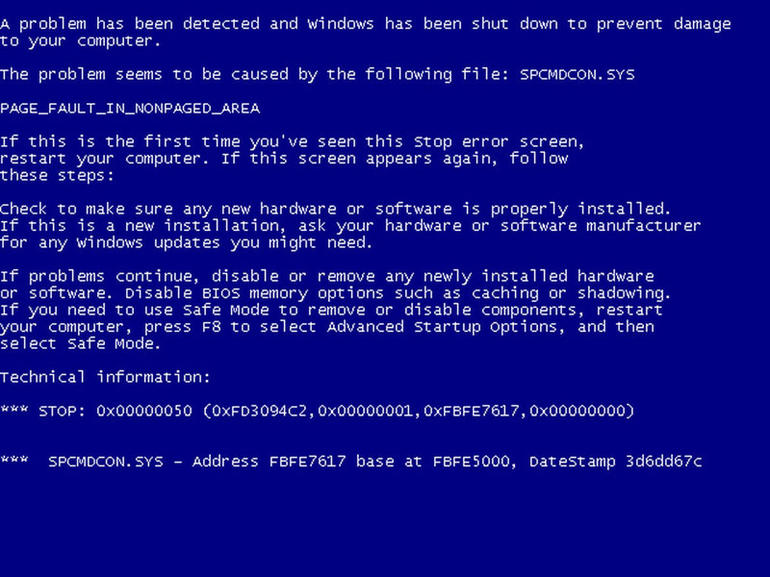 A problem has been detected and Windows has been shut down to prevent damage
to your computer.
The problem seems to be caused by the following file: SPCMDCON.SYS
PAGE_FAULT_IN_NONPAGED_AREA
If this is the first time you've seen this Stop error screen,
restart your computer. If this screen appears again, follow
these steps:
Check to make sure any new hardware or software is properly installed.
If this is a new installation, ask your hardware or software manufacturer
for any Windows updates you might need.
If problems continue, disable or remove any newly installed hardware
or software. Disable BIOS memory options such as caching or shadowing.
If you need to use Safe Mode to remove or disable components, restart
your computer, press F8 to select Advanced Startup Options, and then
select Safe Mode.
Technical information:
*** STOP: 0x00000050 (0xFD3094C2,0x00000001,0xFBFE7617,0x00000000)
***  SPCMDCON.SYS – Address FBFE7617 base at FBFE5000, DateStamp 3d6dd67c